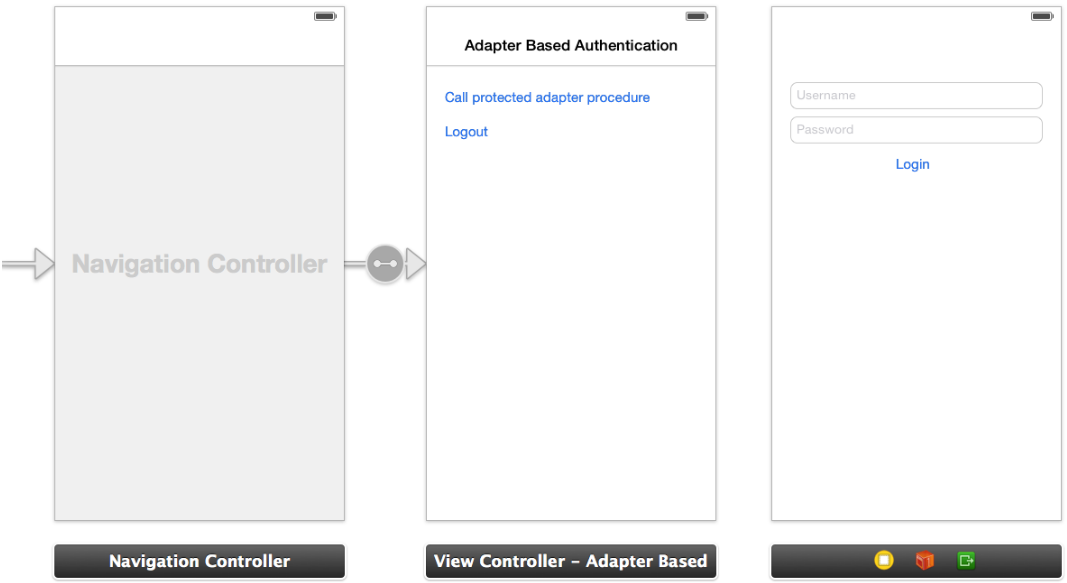 Navigation Controller
Navigation Controller
Adapter Based Authentication
Call protected adapter procedure
Logout
View Controller – Adapter Based
Username
Password
Login